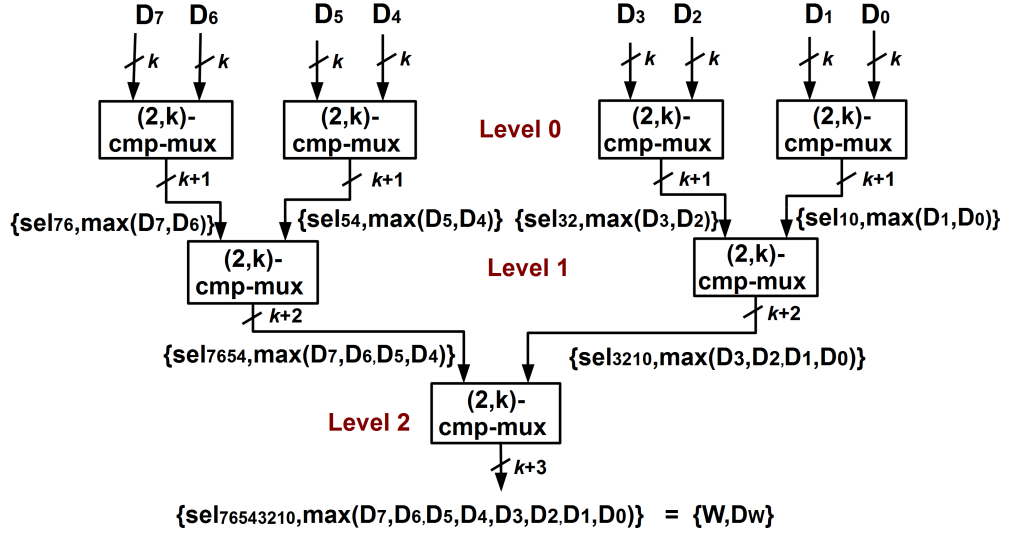 D7 D6 D5 D4 D3 D2 D1 D0
k k k k k k k k
(2,k)-
cmp-mux
(2,k)-
cmp-mux
Level 0
(2,k)-
cmp-mux
(2,k)-
cmp-mux
k+1 k+1 k+1 k+1
{sel76,max(D7,D6)} {sel54,max(D5,D4)} {sel32,max(D3,D2)} {sel10,max(D1,D0)}
(2,k)-
cmp-mux
Level 1
(2,k)-
cmp-mux
k+2 k+2
{sel7654,max(D7,D6,D5,D4)} {sel3210,max(D3,D2,D1,D0)}
Level 2
(2,k)-
cmp-mux
k+3
{sel76543210,max(D7,D6,D5,D4,D3,D2,D1,D0)} = {W,DW}